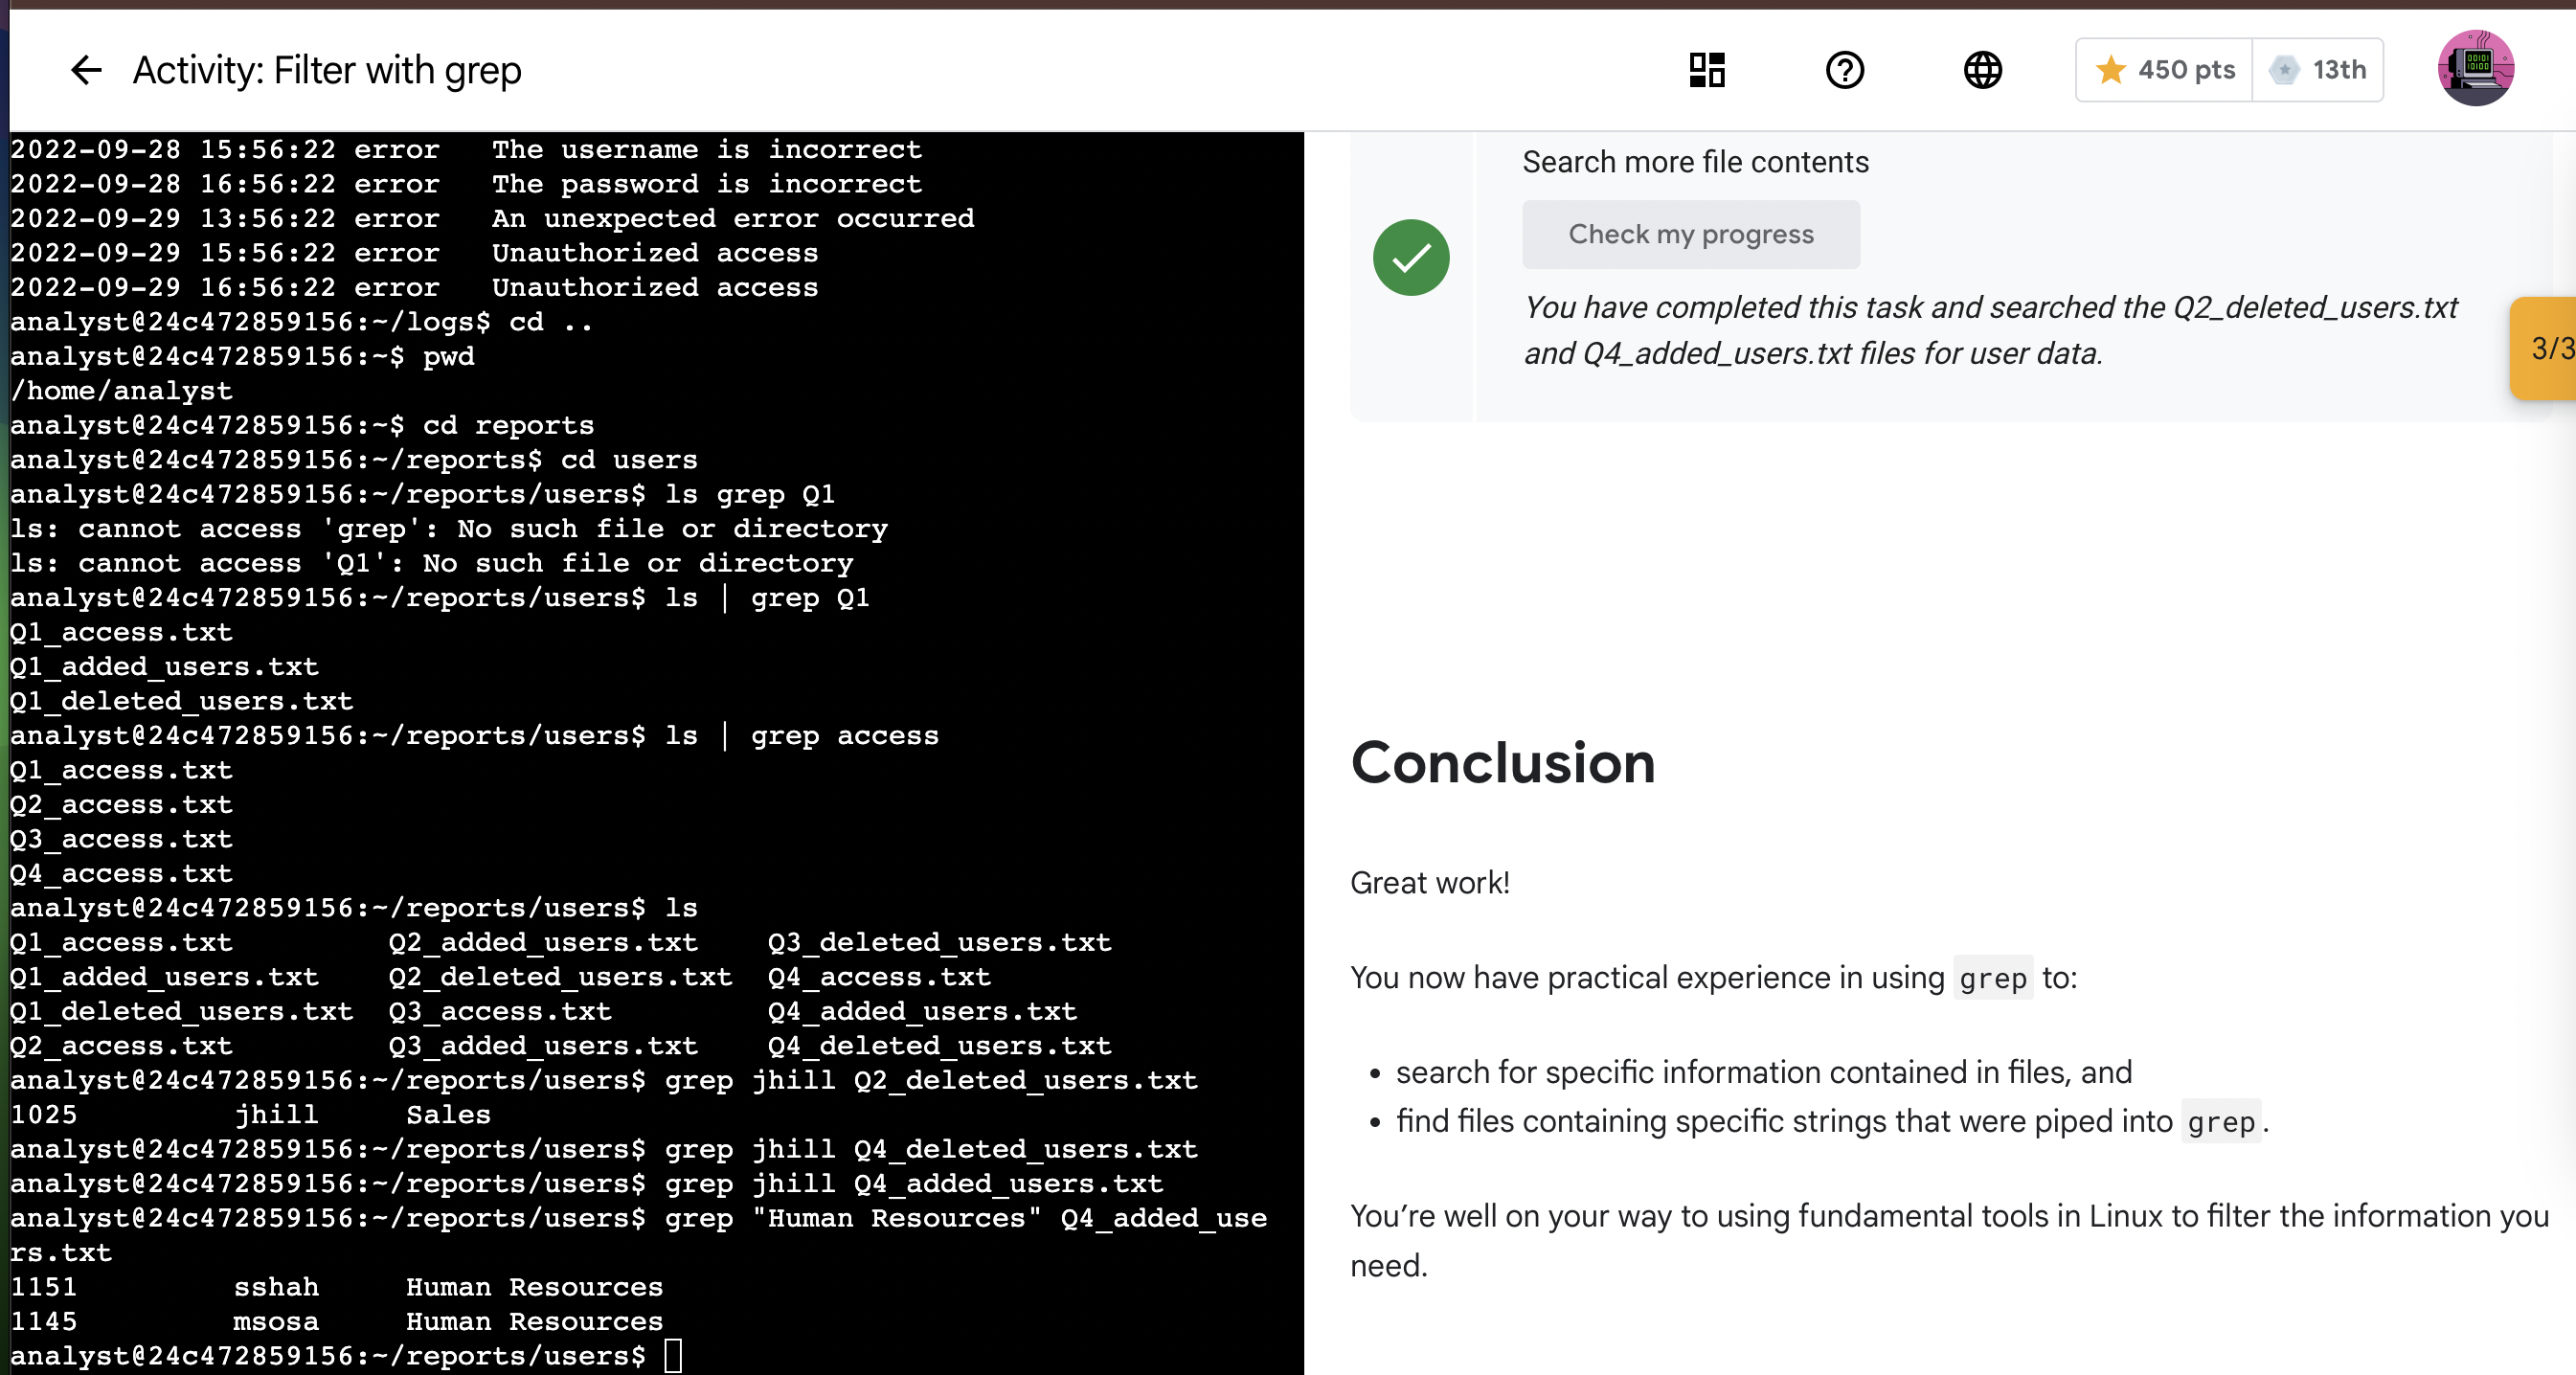 Activity: Filter with grep
450 pts
13th
2022-09-28 15:56:22 error   The username is incorrect
2022-09-28 16:56:22 error   The password is incorrect
2022-09-29 13:56:22 error   An unexpected error occurred
2022-09-29 15:56:22 error   Unauthorized access
2022-09-29 16:56:22 error   Unauthorized access
analyst@24c472859156:~/logs$ cd ..
analyst@24c472859156:~$ pwd
/home/analyst
analyst@24c472859156:~$ cd reports
analyst@24c472859156:~/reports$ cd users
analyst@24c472859156:~/reports/users$ ls grep Q1
ls: cannot access 'grep': No such file or directory
ls: cannot access 'Q1': No such file or directory
analyst@24c472859156:~/reports/users$ ls | grep Q1
Q1_access.txt
Q1_added_users.txt
Q1_deleted_users.txt
analyst@24c472859156:~/reports/users$ ls | grep access
Q1_access.txt
Q2_access.txt
Q3_access.txt
Q4_access.txt
analyst@24c472859156:~/reports/users$ ls
Q1_access.txt         Q2_added_users.txt    Q3_deleted_users.txt
Q1_added_users.txt    Q2_deleted_users.txt  Q4_access.txt
Q1_deleted_users.txt  Q3_access.txt         Q4_added_users.txt
Q2_access.txt         Q3_added_users.txt    Q4_deleted_users.txt
analyst@24c472859156:~/reports/users$ grep jhill Q2_deleted_users.txt
1025         jhill     Sales
analyst@24c472859156:~/reports/users$ grep jhill Q4_deleted_users.txt
analyst@24c472859156:~/reports/users$ grep jhill Q4_added_users.txt
analyst@24c472859156:~/reports/users$ grep "Human Resources" Q4_added_use
rs.txt
1151         sshah     Human Resources
1145         msosa     Human Resources
analyst@24c472859156:~/reports/users$
Search more file contents
Check my progress
You have completed this task and searched the Q2_deleted_users.txt
and Q4_added_users.txt files for user data.
3/3
Conclusion
Great work!
You now have practical experience in using grep to:
• search for specific information contained in files, and
• find files containing specific strings that were piped into grep.
You’re well on your way to using fundamental tools in Linux to filter the information you
need.